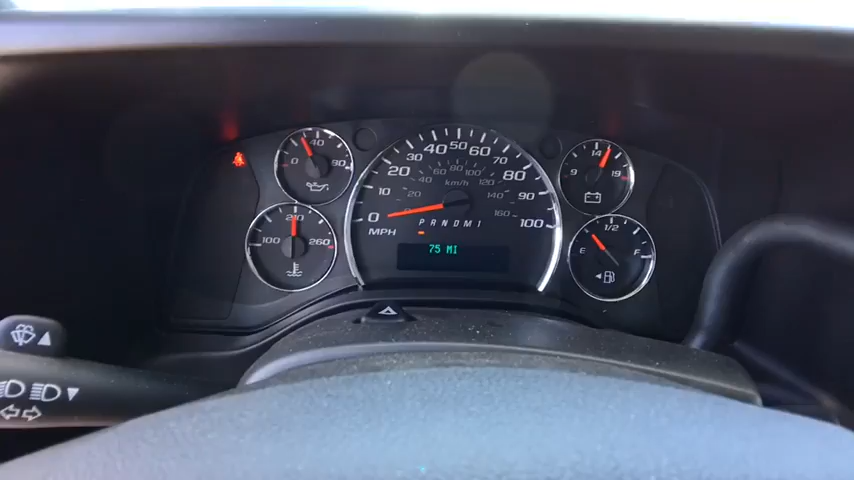 0 40 80
100 210 260
0 10 20 30 40 50 60 70 80 90 100
20 40 60 80 100 120 140 160
km/h
MPH
P R N D M 1
75 MI
9 14 19
E 1/2 F